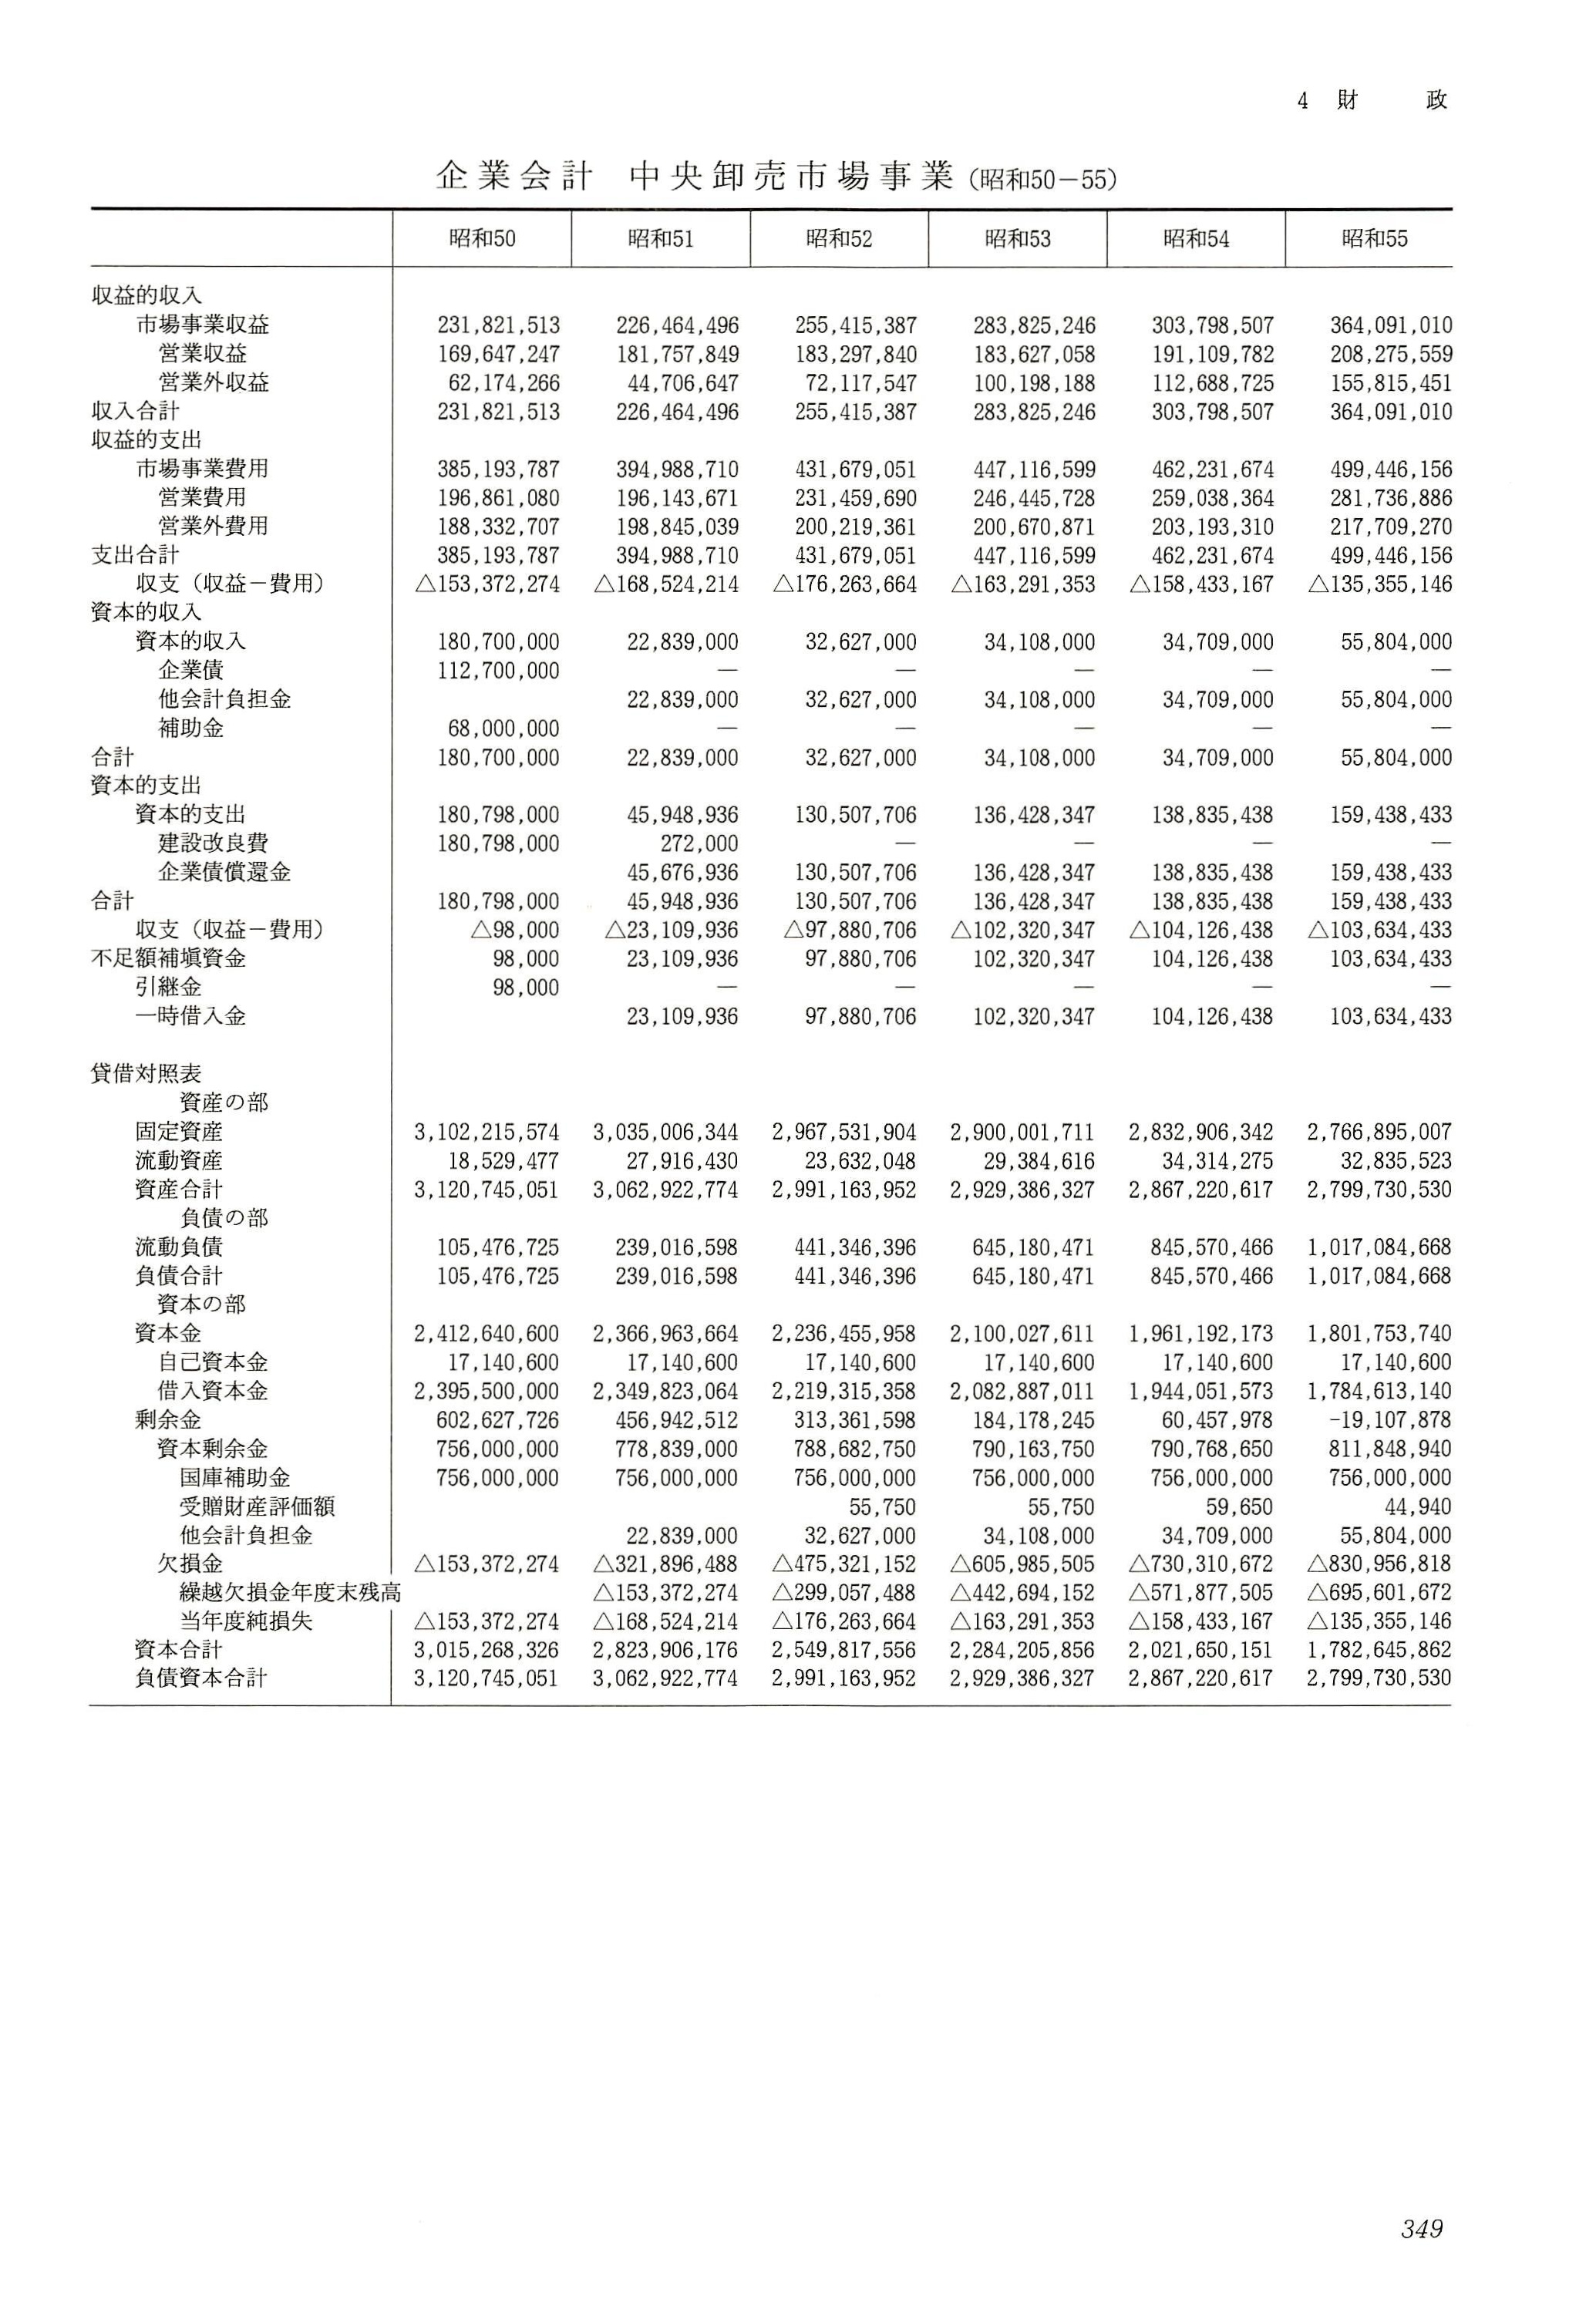 4 財 政
企業会計 中央卸売市場事業(昭和50－55)
昭和50 昭和51 昭和52 昭和53 昭和54 昭和55
収益的収入
市場事業収益 231,821,513 226,464,496 255,415,387 283,825,246 303,798,507 364,091,010
営業収益 169,647,247 181,757,849 183,297,840 183,627,058 191,109,782 208,275,559
営業外収益 62,174,266 44,706,647 72,117,547 100,198,188 112,688,725 155,815,451
収入合計 231,821,513 226,464,496 255,415,387 283,825,246 303,798,507 364,091,010
収益的支出
市場事業費用 385,193,787 394,988,710 431,679,051 447,116,599 462,231,674 499,446,156
営業費用 196,861,080 196,143,671 231,459,690 246,445,728 259,038,364 281,736,886
営業外費用 188,332,707 198,845,039 200,219,361 200,670,871 203,193,310 217,709,270
支出合計 385,193,787 394,988,710 431,679,051 447,116,599 462,231,674 499,446,156
収支（収益－費用） △153,372,274 △168,524,214 △176,263,664 △163,291,353 △158,433,167 △135,355,146
資本的収入
資本的収入 180,700,000 22,839,000 32,627,000 34,108,000 34,709,000 55,804,000
企業債 112,700,000 — — — — —
他会計負担金 22,839,000 32,627,000 34,108,000 34,709,000 55,804,000
補助金 68,000,000 — — — — —
合計 180,700,000 22,839,000 32,627,000 34,108,000 34,709,000 55,804,000
資本的支出
資本的支出 180,798,000 45,948,936 130,507,706 136,428,347 138,835,438 159,438,433
建設改良費 180,798,000 272,000 — — — —
企業債償還金 45,676,936 130,507,706 136,428,347 138,835,438 159,438,433
合計 180,798,000 45,948,936 130,507,706 136,428,347 138,835,438 159,438,433
収支（収益－費用） △98,000 △23,109,936 △97,880,706 △102,320,347 △104,126,438 △103,634,433
不足額補塡資金 98,000 23,109,936 97,880,706 102,320,347 104,126,438 103,634,433
引継金 98,000 — — — — —
一時借入金 23,109,936 97,880,706 102,320,347 104,126,438 103,634,433
貸借対照表
資産の部
固定資産 3,102,215,574 3,035,006,344 2,967,531,904 2,900,001,711 2,832,906,342 2,766,895,007
流動資産 18,529,477 27,916,430 23,632,048 29,384,616 34,314,275 32,835,523
資産合計 3,120,745,051 3,062,922,774 2,991,163,952 2,929,386,327 2,867,220,617 2,799,730,530
負債の部
流動負債 105,476,725 239,016,598 441,346,396 645,180,471 845,570,466 1,017,084,668
負債合計 105,476,725 239,016,598 441,346,396 645,180,471 845,570,466 1,017,084,668
資本の部
資本金 2,412,640,600 2,366,963,664 2,236,455,958 2,100,027,611 1,961,192,173 1,801,753,740
自己資本金 17,140,600 17,140,600 17,140,600 17,140,600 17,140,600 17,140,600
借入資本金 2,395,500,000 2,349,823,064 2,219,315,358 2,082,887,011 1,944,051,573 1,784,613,140
剰余金 602,627,726 456,942,512 313,361,598 184,178,245 60,457,978 -19,107,878
資本剰余金 756,000,000 778,839,000 788,682,750 790,163,750 790,768,650 811,848,940
国庫補助金 756,000,000 756,000,000 756,000,000 756,000,000 756,000,000 756,000,000
受贈財産評価額 55,750 55,750 59,650 44,940
他会計負担金 22,839,000 32,627,000 34,108,000 34,709,000 55,804,000
欠損金 △153,372,274 △321,896,488 △475,321,152 △605,985,505 △730,310,672 △830,956,818
繰越欠損金年度末残高 △153,372,274 △299,057,488 △442,694,152 △571,877,505 △695,601,672
当年度純損失 △153,372,274 △168,524,214 △176,263,664 △163,291,353 △158,433,167 △135,355,146
資本合計 3,015,268,326 2,823,906,176 2,549,817,556 2,284,205,856 2,021,650,151 1,782,645,862
負債資本合計 3,120,745,051 3,062,922,774 2,991,163,952 2,929,386,327 2,867,220,617 2,799,730,530
349